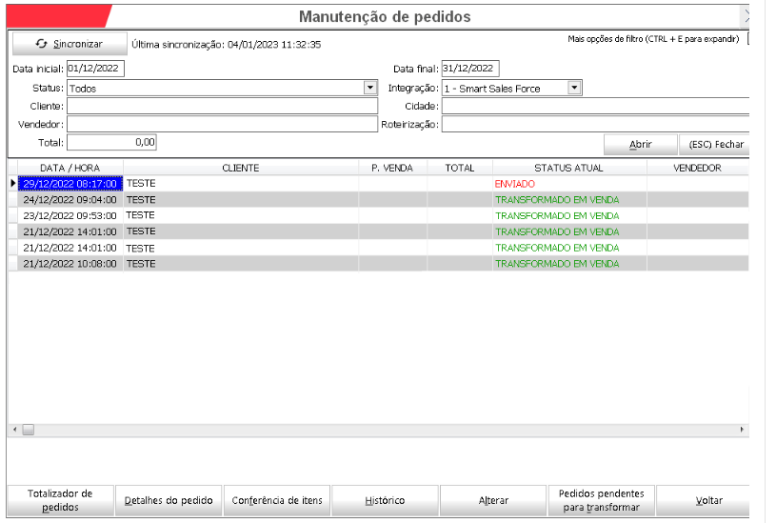 Manutenção de pedidos
Sincronizar Última sincronização: 04/01/2023 11:32:35 Mais opções de filtro (CTRL + E para expandir)
Data inicial: 01/12/2022 Data final: 31/12/2022
Status: Todos Integração: 1 - Smart Sales Force
Cliente: Cidade:
Vendedor: Roteirização:
Total: 0,00 Abrir (ESC) Fechar
DATA / HORA CLIENTE P. VENDA TOTAL STATUS ATUAL VENDEDOR
29/12/2022 08:17:00 TESTE ENVIADO
24/12/2022 09:04:00 TESTE TRANSFORMADO EM VENDA
23/12/2022 09:53:00 TESTE TRANSFORMADO EM VENDA
21/12/2022 14:01:00 TESTE TRANSFORMADO EM VENDA
21/12/2022 14:01:00 TESTE TRANSFORMADO EM VENDA
21/12/2022 10:08:00 TESTE TRANSFORMADO EM VENDA
Totalizador de pedidos Detalhes do pedido Conferência de itens Histórico Alterar Pedidos pendentes para transformar Voltar